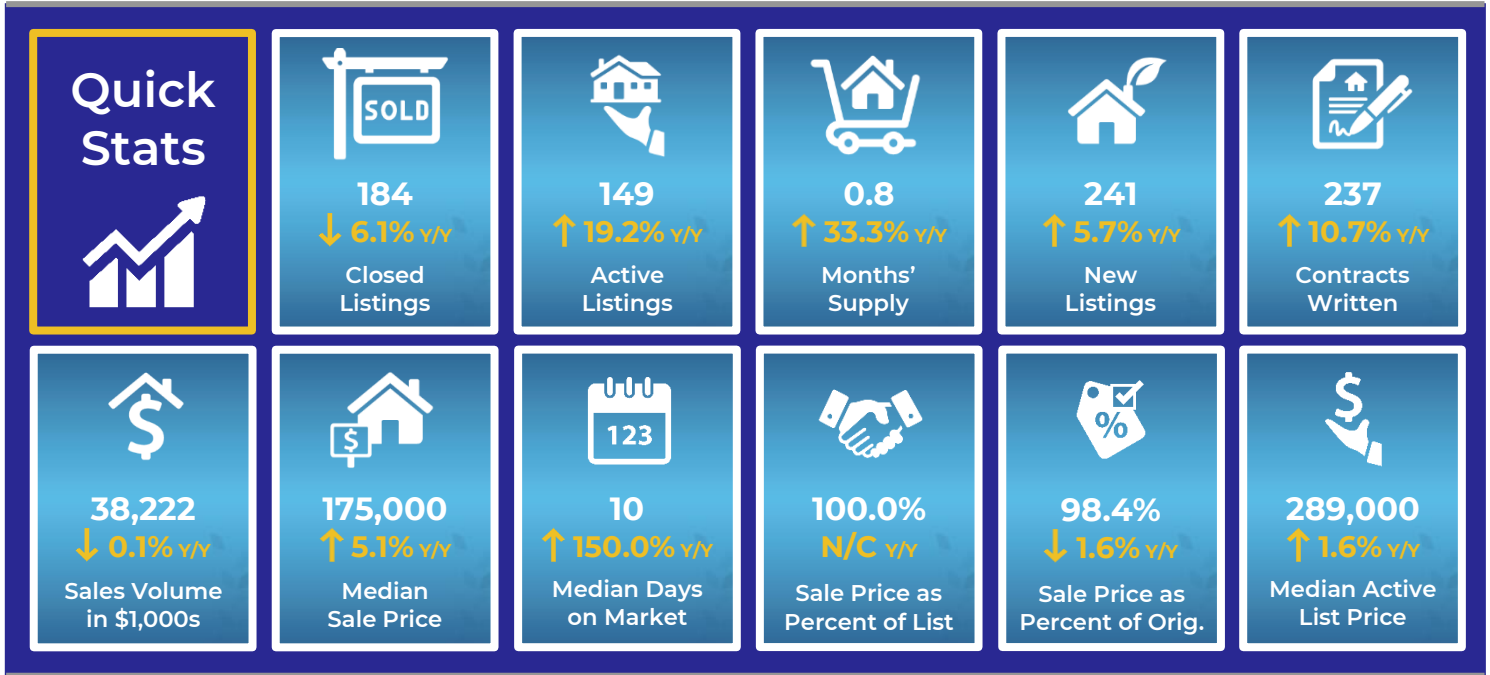 Quick
Stats
SOLD
184
↓ 6.1% Y/Y
Closed
Listings
149
↑ 19.2% Y/Y
Active
Listings
0.8
↑ 33.3% Y/Y
Months’
Supply
241
↑ 5.7% Y/Y
New
Listings
237
↑ 10.7% Y/Y
Contracts
Written
$
38,222
↓ 0.1% Y/Y
Sales Volume
in $1,000s
$
175,000
↑ 5.1% Y/Y
Median
Sale Price
123
10
↑ 150.0% Y/Y
Median Days
on Market
100.0%
N/C Y/Y
Sale Price as
Percent of List
%
98.4%
↓ 1.6% Y/Y
Sale Price as
Percent of Orig.
$
289,000
↑ 1.6% Y/Y
Median Active
List Price